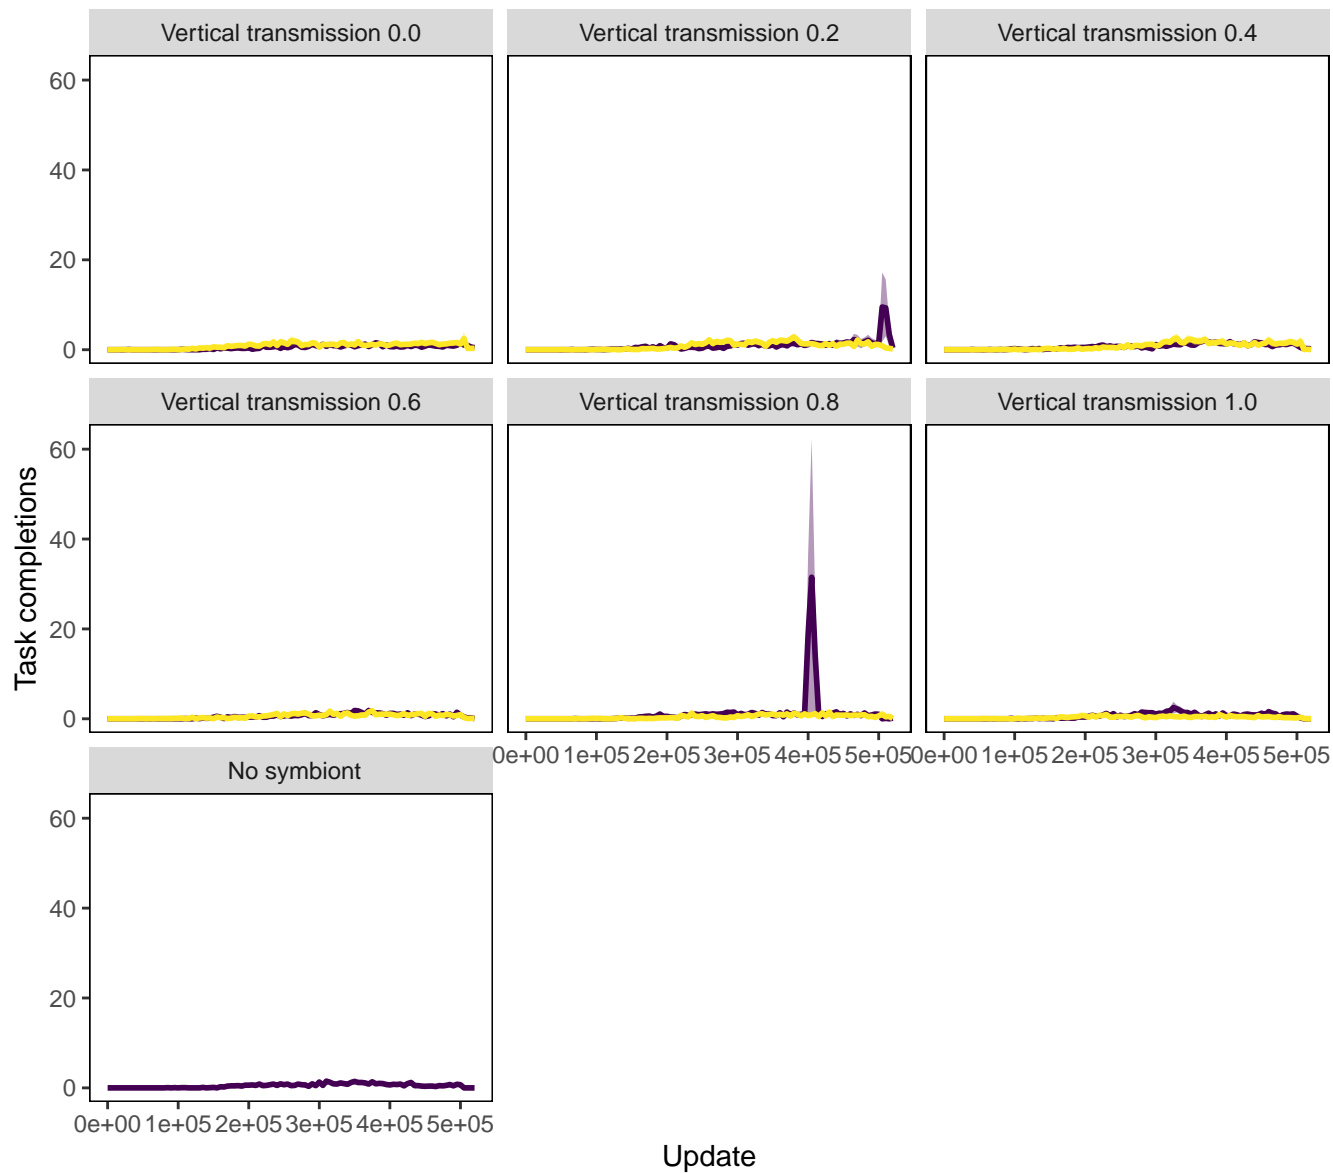 Vertical transmission 0.0
Vertical transmission 0.2
Vertical transmission 0.4
60
40
20
0
Vertical transmission 0.6
Vertical transmission 0.8
Vertical transmission 1.0
60
40
20
0
Task completions
0e+00 1e+05 2e+05 3e+05 4e+05 5e+05
0e+00 1e+05 2e+05 3e+05 4e+05 5e+05
No symbiont
60
40
20
0
0e+00 1e+05 2e+05 3e+05 4e+05 5e+05
Update